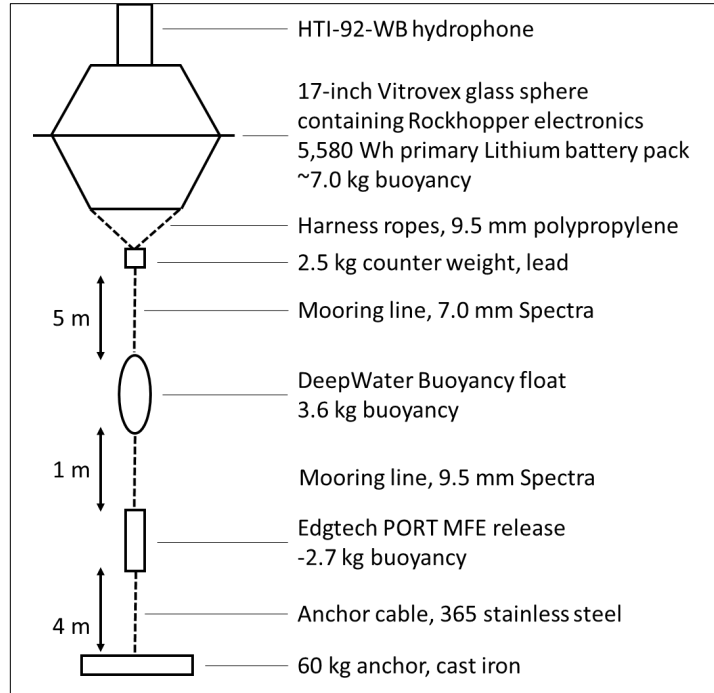 HTI-92-WB hydrophone
17-inch Vitrovex glass sphere
containing Rockhopper electronics
5,580 Wh primary Lithium battery pack
~7.0 kg buoyancy
Harness ropes, 9.5 mm polypropylene
2.5 kg counter weight, lead
5 m
Mooring line, 7.0 mm Spectra
DeepWater Buoyancy float
3.6 kg buoyancy
1 m
Mooring line, 9.5 mm Spectra
Edgtech PORT MFE release
-2.7 kg buoyancy
4 m
Anchor cable, 365 stainless steel
60 kg anchor, cast iron